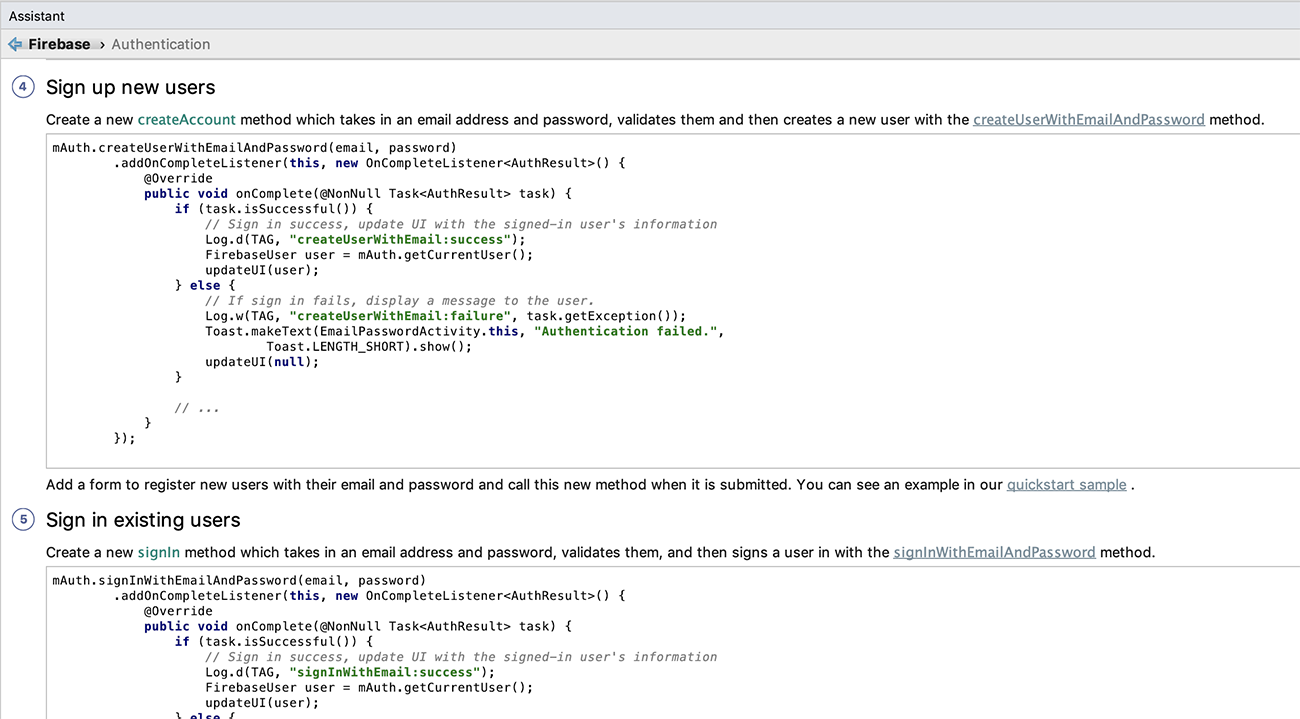 Assistant
Firebase › Authentication
4 Sign up new users
Create a new createAccount method which takes in an email address and password, validates them and then creates a new user with the createUserWithEmailAndPassword method.
mAuth.createUserWithEmailAndPassword(email, password)
        .addOnCompleteListener(this, new OnCompleteListener<AuthResult>() {
            @Override
            public void onComplete(@NonNull Task<AuthResult> task) {
                if (task.isSuccessful()) {
                    // Sign in success, update UI with the signed-in user's information
                    Log.d(TAG, "createUserWithEmail:success");
                    FirebaseUser user = mAuth.getCurrentUser();
                    updateUI(user);
                } else {
                    // If sign in fails, display a message to the user.
                    Log.w(TAG, "createUserWithEmail:failure", task.getException());
                    Toast.makeText(EmailPasswordActivity.this, "Authentication failed.",
                            Toast.LENGTH_SHORT).show();
                    updateUI(null);
                }
                // ...
            }
        });
Add a form to register new users with their email and password and call this new method when it is submitted. You can see an example in our quickstart sample .
5 Sign in existing users
Create a new signIn method which takes in an email address and password, validates them, and then signs a user in with the signInWithEmailAndPassword method.
mAuth.signInWithEmailAndPassword(email, password)
        .addOnCompleteListener(this, new OnCompleteListener<AuthResult>() {
            @Override
            public void onComplete(@NonNull Task<AuthResult> task) {
                if (task.isSuccessful()) {
                    // Sign in success, update UI with the signed-in user's information
                    Log.d(TAG, "signInWithEmail:success");
                    FirebaseUser user = mAuth.getCurrentUser();
                    updateUI(user);
                } else {